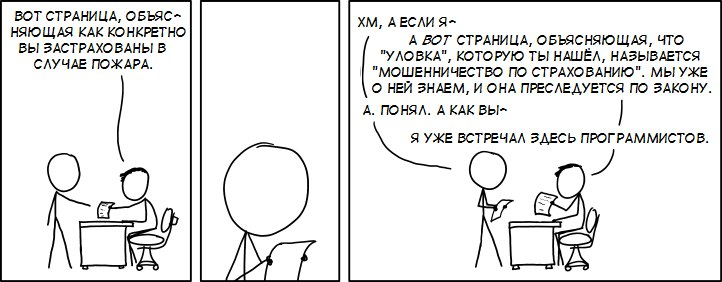 ВОТ СТРАНИЦА, ОБЪЯС~
НЯЮЩАЯ КАК КОНКРЕТНО
ВЫ ЗАСТРАХОВАНЫ В
СЛУЧАЕ ПОЖАРА.
ХМ, А ЕСЛИ Я~
А ВОТ СТРАНИЦА, ОБЪЯСНЯЮЩАЯ, ЧТО
"УЛОВКА", КОТОРУЮ ТЫ НАШЁЛ, НАЗЫВАЕТСЯ
"МОШЕННИЧЕСТВО ПО СТРАХОВАНИЮ". МЫ УЖЕ
О НЕЙ ЗНАЕМ, И ОНА ПРЕСЛЕДУЕТСЯ ПО ЗАКОНУ.
А. ПОНЯЛ. А КАК ВЫ~
Я УЖЕ ВСТРЕЧАЛ ЗДЕСЬ ПРОГРАММИСТОВ.